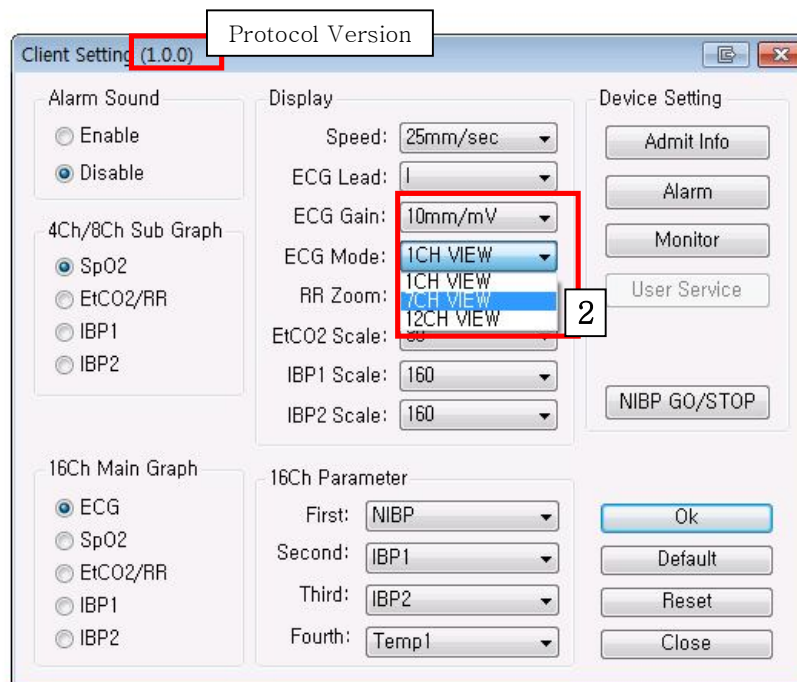 Protocol Version
Client Setting (1.0.0)
Alarm Sound
Enable
Disable
4Ch/8Ch Sub Graph
SpO2
EtCO2/RR
IBP1
IBP2
16Ch Main Graph
ECG
SpO2
EtCO2/RR
IBP1
IBP2
Display
Speed: 25mm/sec
ECG Lead: I
ECG Gain: 10mm/mV
ECG Mode: 1CH VIEW
1CH VIEW
RR Zoom: 7CH VIEW
12CH VIEW
2
EtCO2 Scale:
IBP1 Scale: 160
IBP2 Scale: 160
16Ch Parameter
First: NIBP
Second: IBP1
Third: IBP2
Fourth: Temp1
Device Setting
Admit Info
Alarm
Monitor
User Service
NIBP GO/STOP
Ok
Default
Reset
Close